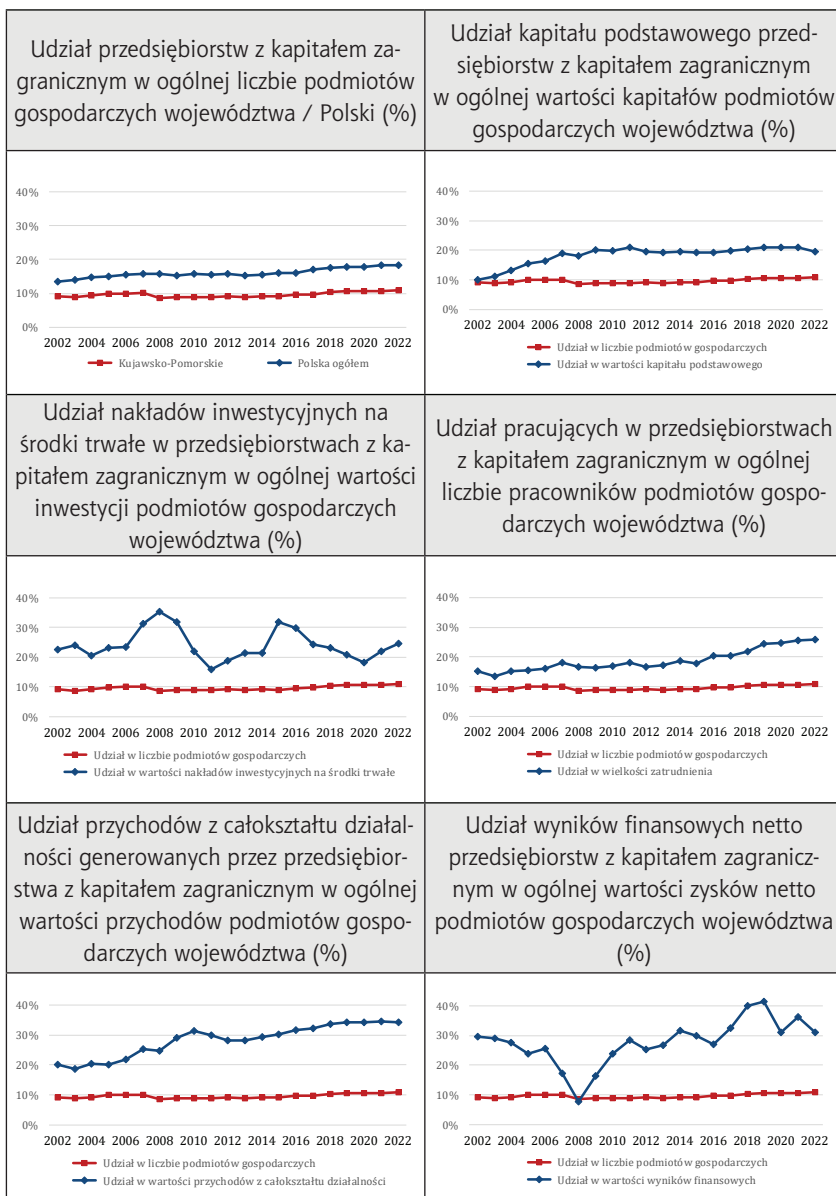 Udział przedsiębiorstw z kapitałem za-
granicznym w ogólnej liczbie podmiotów
gospodarczych województwa / Polski (%)
Udział kapitału podstawowego przed-
siębiorstw z kapitałem zagranicznym
w ogólnej wartości kapitałów podmiotów
gospodarczych województwa (%)
40%
30%
20%
10%
0%
2002 2004 2006 2008 2010 2012 2014 2016 2018 2020 2022
Kujawsko-Pomorskie Polska ogółem
40%
30%
20%
10%
0%
2002 2004 2006 2008 2010 2012 2014 2016 2018 2020 2022
Udział w liczbie podmiotów gospodarczych
Udział w wartości kapitału podstawowego
Udział nakładów inwestycyjnych na
środki trwałe w przedsiębiorstwach z ka-
pitałem zagranicznym w ogólnej wartości
inwestycji podmiotów gospodarczych
województwa (%)
Udział pracujących w przedsiębiorstwach
z kapitałem zagranicznym w ogólnej
liczbie pracowników podmiotów gospo-
darczych województwa (%)
40%
30%
20%
10%
0%
2002 2004 2006 2008 2010 2012 2014 2016 2018 2020 2022
Udział w liczbie podmiotów gospodarczych
Udział w wartości nakładów inwestycyjnych na środki trwałe
40%
30%
20%
10%
0%
2002 2004 2006 2008 2010 2012 2014 2016 2018 2020 2022
Udział w liczbie podmiotów gospodarczych
Udział w wielkości zatrudnienia
Udział przychodów z całokształtu działal-
ności generowanych przez przedsiębior-
stwa z kapitałem zagranicznym w ogólnej
wartości przychodów podmiotów gospo-
darczych województwa (%)
Udział wyników finansowych netto
przedsiębiorstw z kapitałem zagranicz-
nym w ogólnej wartości zysków netto
podmiotów gospodarczych województwa
(%)
40%
30%
20%
10%
0%
2002 2004 2006 2008 2010 2012 2014 2016 2018 2020 2022
Udział w liczbie podmiotów gospodarczych
Udział w wartości przychodów z całokształtu działalności
40%
30%
20%
10%
0%
2002 2004 2006 2008 2010 2012 2014 2016 2018 2020 2022
Udział w liczbie podmiotów gospodarczych
Udział w wartości wyników finansowych